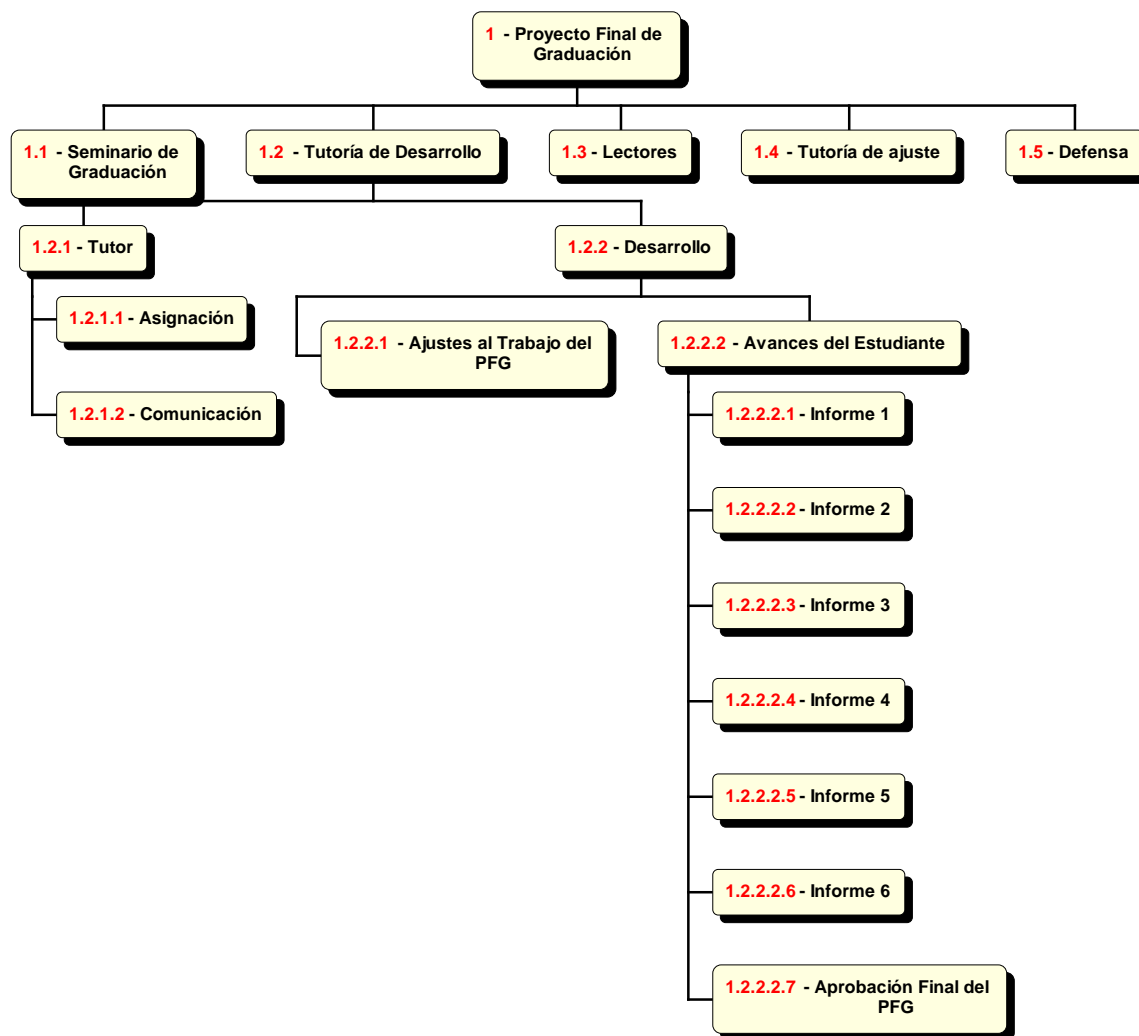 1 - Proyecto Final de
Graduación
1.1 - Seminario de
Graduación
1.2 - Tutoría de Desarrollo
1.3 - Lectores
1.4 - Tutoría de ajuste
1.5 - Defensa
1.2.1 - Tutor
1.2.2 - Desarrollo
1.2.1.1 - Asignación
1.2.1.2 - Comunicación
1.2.2.1 - Ajustes al Trabajo del
PFG
1.2.2.2 - Avances del Estudiante
1.2.2.2.1 - Informe 1
1.2.2.2.2 - Informe 2
1.2.2.2.3 - Informe 3
1.2.2.2.4 - Informe 4
1.2.2.2.5 - Informe 5
1.2.2.2.6 - Informe 6
1.2.2.2.7 - Aprobación Final del
PFG